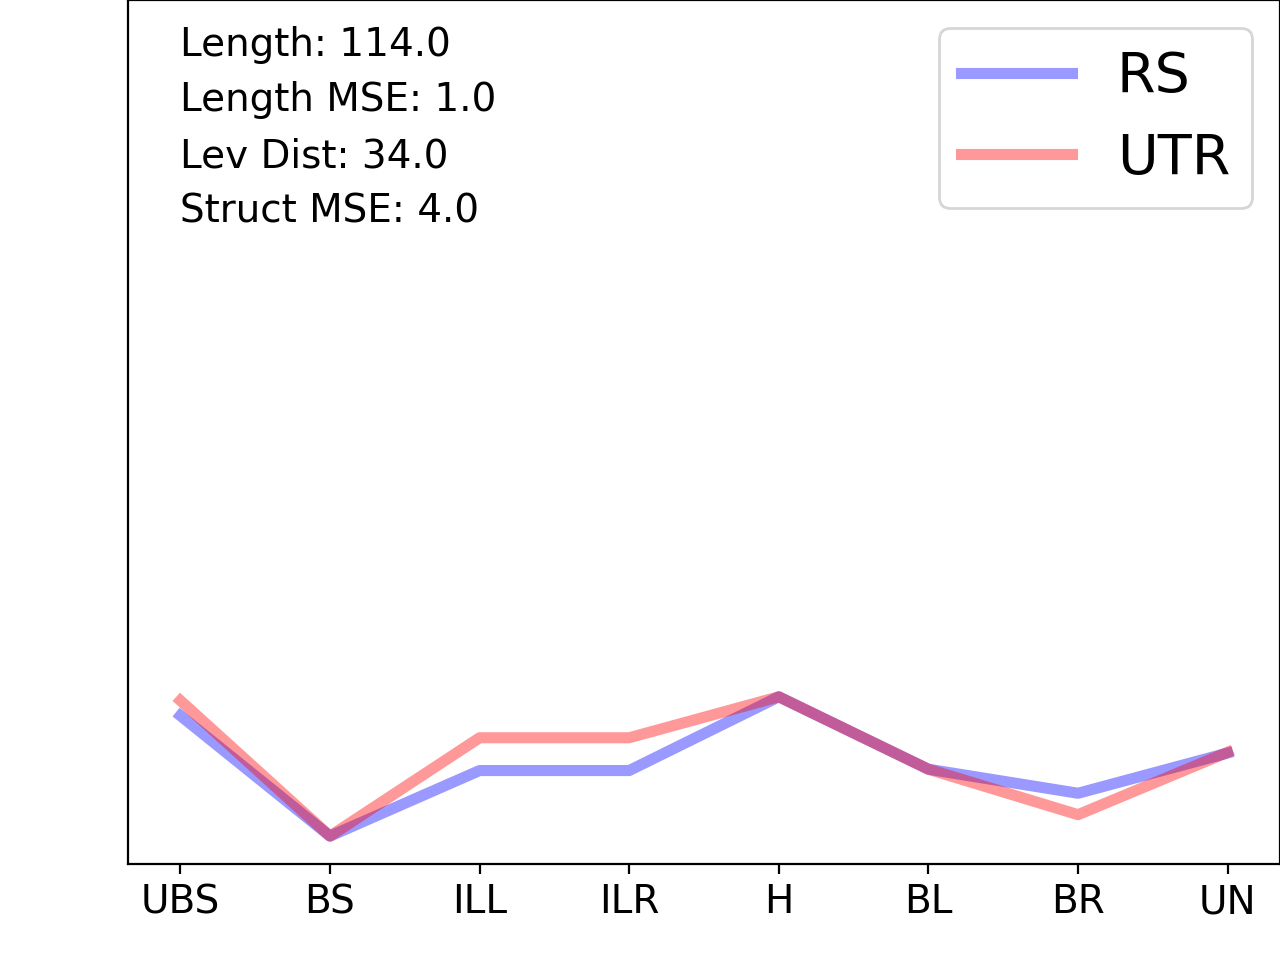 Length: 114.0
Length MSE: 1.0
Lev Dist: 34.0
Struct MSE: 4.0
RS
UTR
UBS BS ILL ILR H BL BR UN